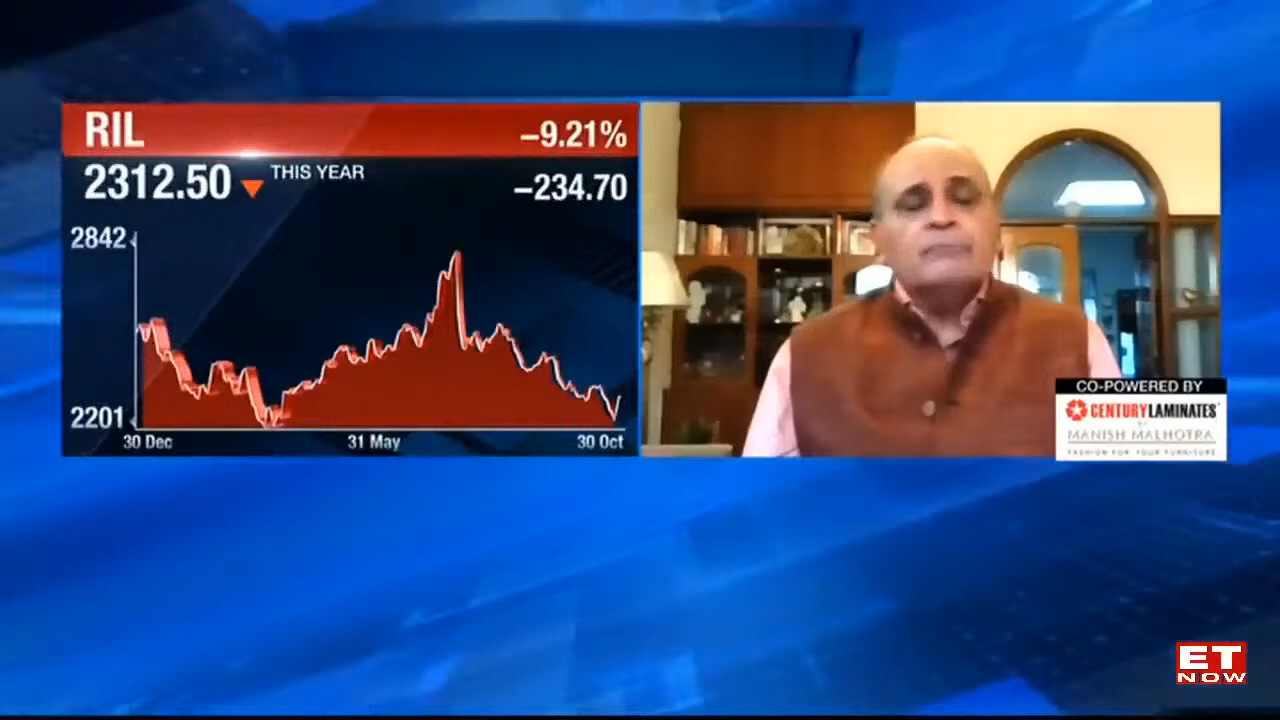 RIL
–9.21%
2312.50
THIS YEAR
–234.70
2842
2201
30 Dec
31 May
30 Oct
CO-POWERED BY
CENTURYLAMINATES
BY
MANISH MALHOTRA
FASHION FOR YOUR FURNITURE
ET
NOW